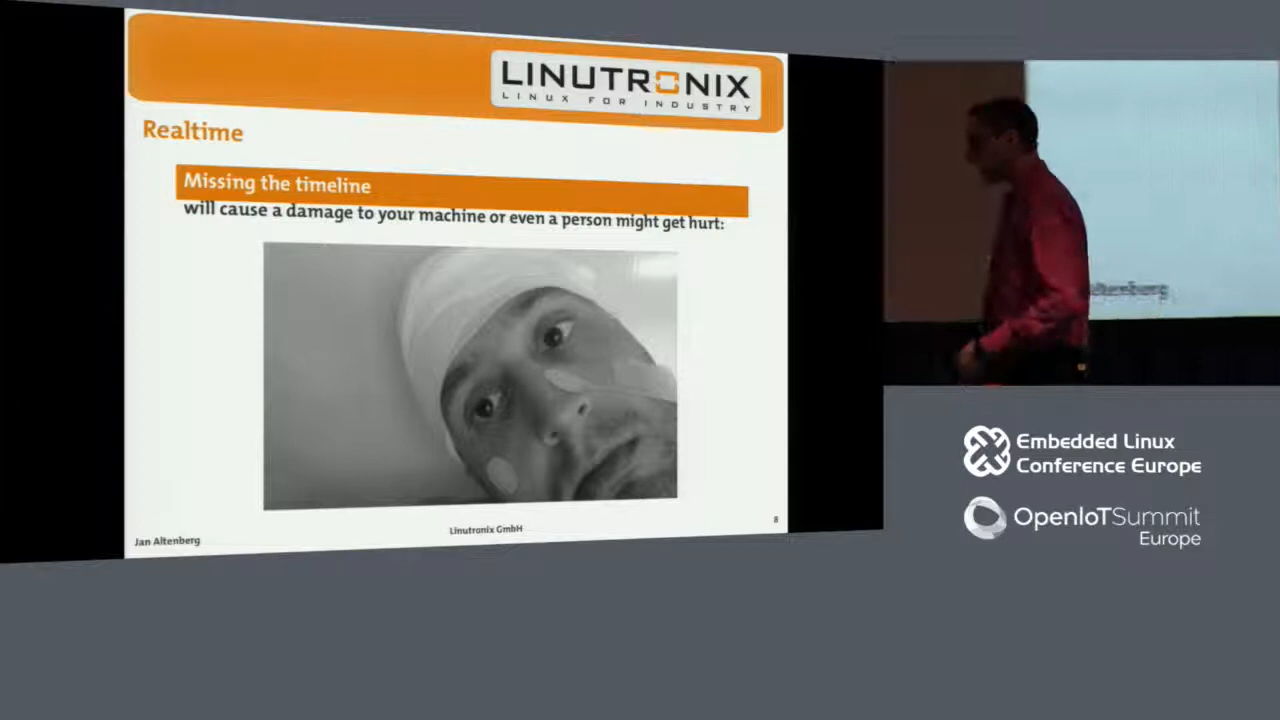 LINUTRONIX
LINUX FOR INDUSTRY
Realtime
Missing the timeline
will cause a damage to your machine or even a person might get hurt:
Jan Altenberg
Linutronix GmbH
8
Embedded Linux
Conference Europe
OpenIoTSummit
Europe